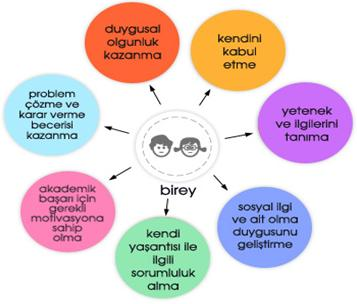 duygusal
olgunluk
kazanma
kendini
kabul
etme
problem
çözme ve
karar verme
becerisi
kazanma
yetenek
ve ilgilerini
tanıma
birey
akademik
başarı için
gerekli
motivasyona
sahip
olma
sosyal ilgi
ve ait olma
duygusunu
geliştirme
kendi
yaşantısı ile
ilgili
sorumluluk
alma